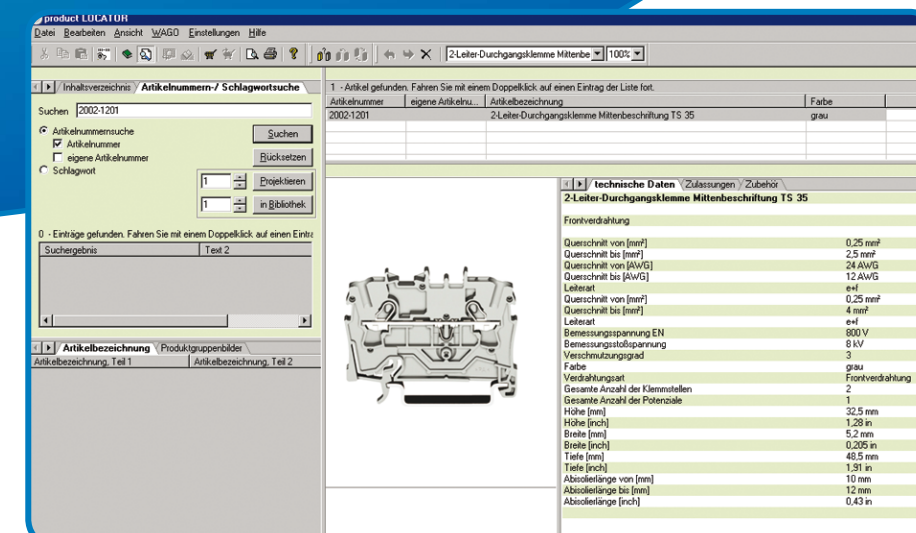 product LOCATOR
Datei Bearbeiten Ansicht WAGO Einstellungen Hilfe
2-Leiter-Durchgangsklemme Mittenbe 100%
Inhaltsverzeichnis Artikelnummern-/ Schlagwortsuche
Suchen 2002-1201
Artikelnummernsuche
Suchen
Artikelnummer
eigene Artikelnummer
Rücksetzen
Schlagwort
1 Projektieren
1 in Bibliothek
0 - Einträge gefunden. Fahren Sie mit einem Doppelklick auf einen Eintra
Suchergebnis Text 2
Artikelbezeichnung Produktgruppenbilder
Artikelbezeichnung, Teil 1 Artikelbezeichnung, Teil 2
1 - Artikel gefunden. Fahren Sie mit einem Doppelklick auf einen Eintrag der Liste fort.
Artikelnummer eigene Artikelnu... Artikelbezeichnung Farbe
2002-1201 2-Leiter-Durchgangsklemme Mittenbeschriftung TS 35 grau
technische Daten Zulassungen Zubehör
2-Leiter-Durchgangsklemme Mittenbeschriftung TS 35
Frontverdrahtung
Querschnitt von [mm²] 0,25 mm²
Querschnitt bis [mm²] 2,5 mm²
Querschnitt von [AWG] 24 AWG
Querschnitt bis [AWG] 12 AWG
Leiterart e+f
Querschnitt von [mm²] 0,25 mm²
Querschnitt bis [mm²] 4 mm²
Leiterart e+f
Bemessungsspannung EN 800 V
Bemessungsstoßspannung 8 kV
Verschmutzungsgrad 3
Farbe grau
Verdrahtungsart Frontverdrahtung
Gesamte Anzahl der Klemmstellen 2
Gesamte Anzahl der Potenziale 1
Höhe [mm] 32,5 mm
Höhe [inch] 1,28 in
Breite [mm] 5,2 mm
Breite [inch] 0,205 in
Tiefe [mm] 48,5 mm
Tiefe [inch] 1,91 in
Abisolierlänge von [mm] 10 mm
Abisolierlänge bis [mm] 12 mm
Abisolierlänge [inch] 0,43 in